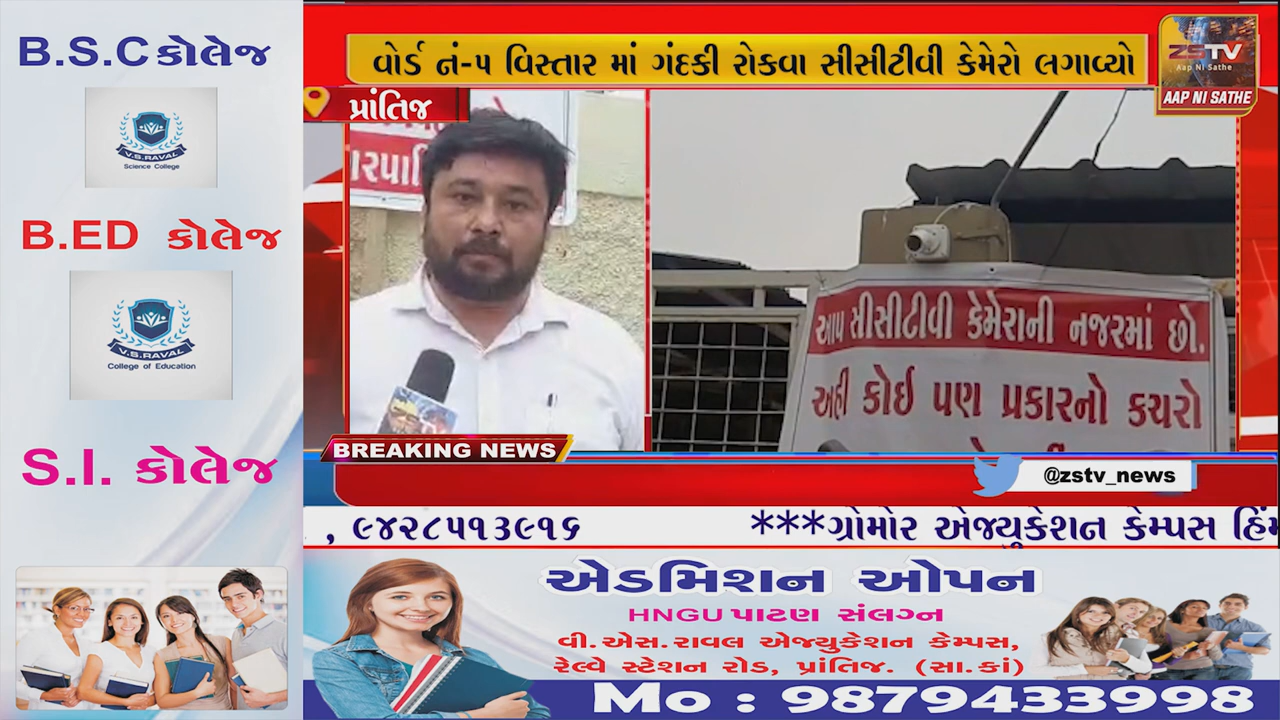 B.S.C કોલેજ
V.S.RAVAL
Science College
B.ED કોલેજ
V.S.RAVAL
College of Education
S.I. કોલેજ
વોર્ડ નં-૫ વિસ્તાર માં ગંદકી રોકવા સીસીટીવી કેમેરો લગાવ્યો
ZSTV
Aap Ni Sathe
AAP NI SATHE
પ્રાંતિજ
આપ સીસીટીવી કેમેરાની નજરમાં છો.
અહી કોઈ પણ પ્રકારનો કચરો
BREAKING NEWS
@zstv_news
, ૯૪૨૮૫૧૩૯૧૬ ***ગ્રોમોર એજ્યુકેશન કેમ્પસ
એડમિશન ઓપન
HNGU પાટણ સંલગ્ન
વી.એસ.રાવલ એજ્યુકેશન કેમ્પસ,
રેલ્વે સ્ટેશન રોડ, પ્રાંતિજ. (સા.કાં)
Mo : 9879433998